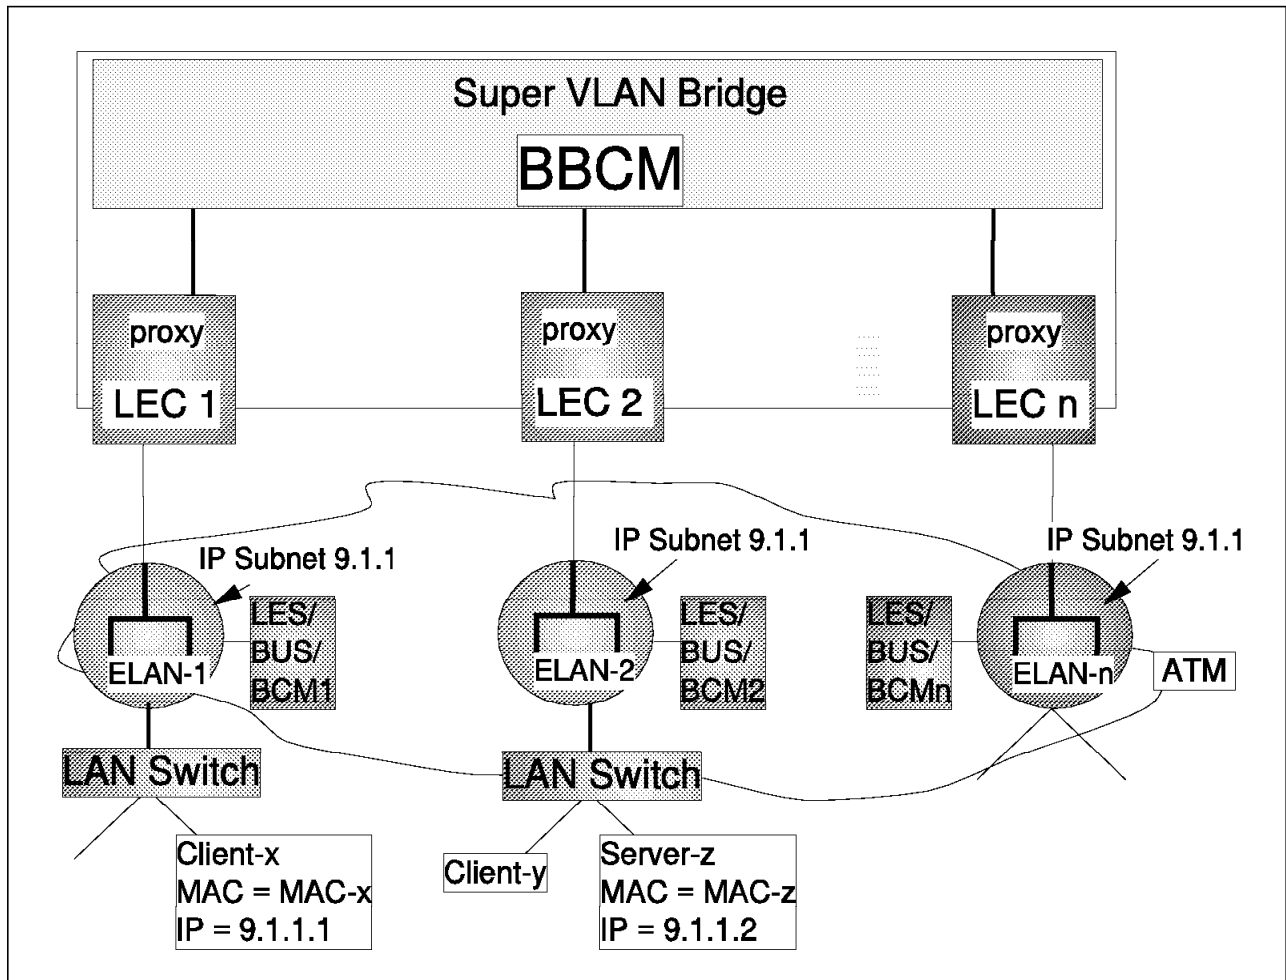 Super VLAN Bridge
BBCM
proxy
LEC 1
proxy
LEC 2
proxy
LEC n
IP Subnet 9.1.1
IP Subnet 9.1.1
IP Subnet 9.1.1
ELAN-1
LES/
BUS/
BCM1
ELAN-2
LES/
BUS/
BCM2
LES/
BUS/
BCMn
ELAN-n
ATM
LAN Switch
LAN Switch
Client-x
MAC = MAC-x
IP = 9.1.1.1
Client-y
Server-z
MAC = MAC-z
IP = 9.1.1.2